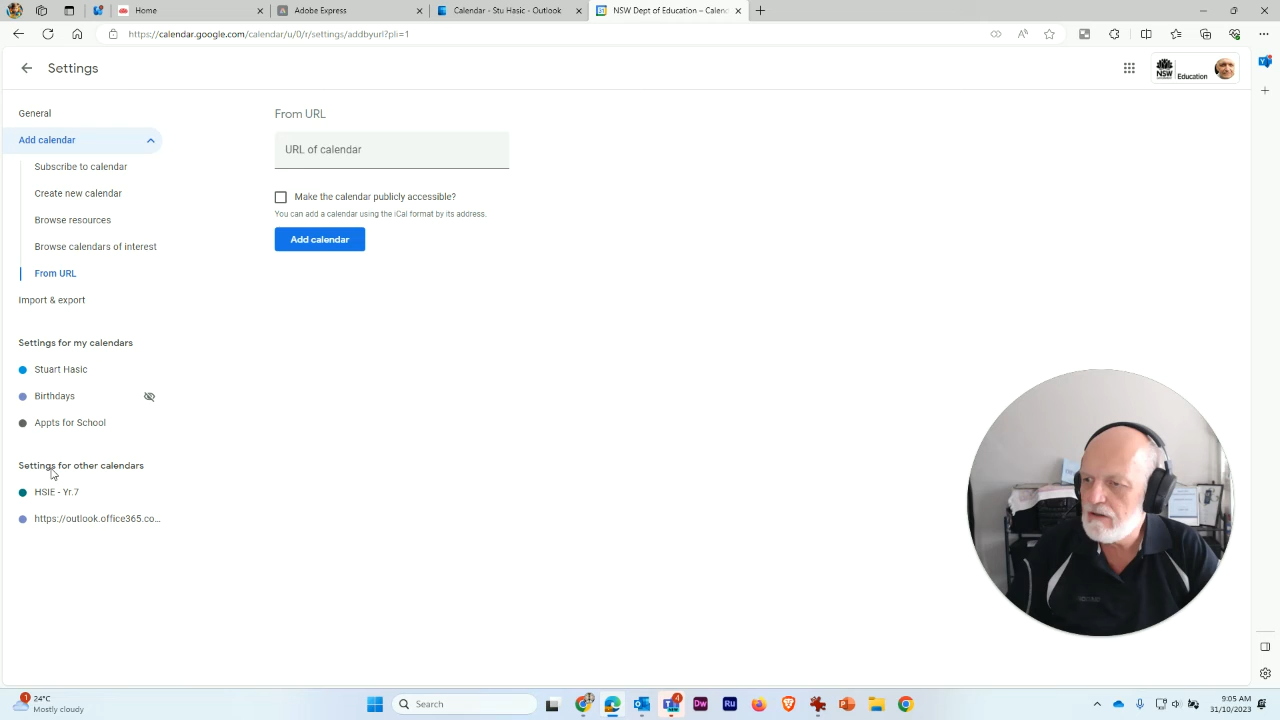 Home
Adobe Express
Calendar - Stu Hasic - Outlook
NSW Dept of Education – Calend
https://calendar.google.com/calendar/u/0/r/settings/addbyurl?pli=1
Settings
NSW Education
General
Add calendar
Subscribe to calendar
Create new calendar
Browse resources
Browse calendars of interest
From URL
Import & export
Settings for my calendars
Stuart Hasic
Birthdays
Appts for School
Settings for other calendars
HSIE - Yr.7
https://outlook.office365.co...
From URL
URL of calendar
Make the calendar publicly accessible?
You can add a calendar using the iCal format by its address.
Add calendar
1
24°C
Mostly cloudy
Search
4
Dw
Ru
9:05 AM
31/10/2023